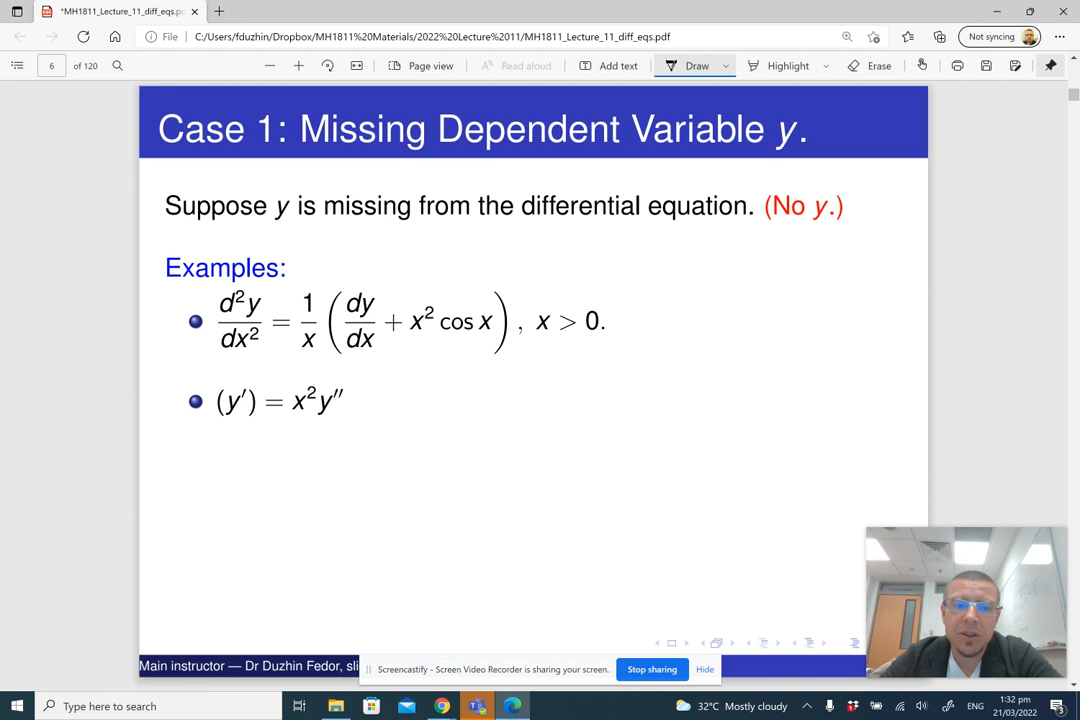 *MH1811_Lecture_11_diff_eqs.pc
File
C:/Users/fduzhin/Dropbox/MH1811%20Materials/2022%20Lecture%2011/MH1811_Lecture_11_diff_eqs.pdf
Not syncing
6 of 120
Page view
Read aloud
Add text
Draw
Highlight
Erase
Case 1: Missing Dependent Variable y.
Suppose y is missing from the differential equation. (No y.)
Examples:
d²y/dx² = 1/x (dy/dx + x² cos x), x > 0.
(y′) = x²y″
Main instructor — Dr Duzhin Fedor, sli
Screencastify - Screen Video Recorder is sharing your screen.
Stop sharing
Hide
Type here to search
32°C Mostly cloudy
ENG
1:32 pm
21/03/2022
3